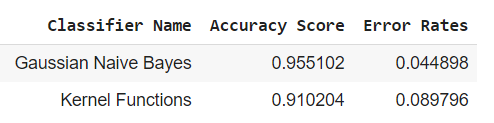 Classifier Name Accuracy Score Error Rates
Gaussian Naive Bayes 0.955102 0.044898
Kernel Functions 0.910204 0.089796